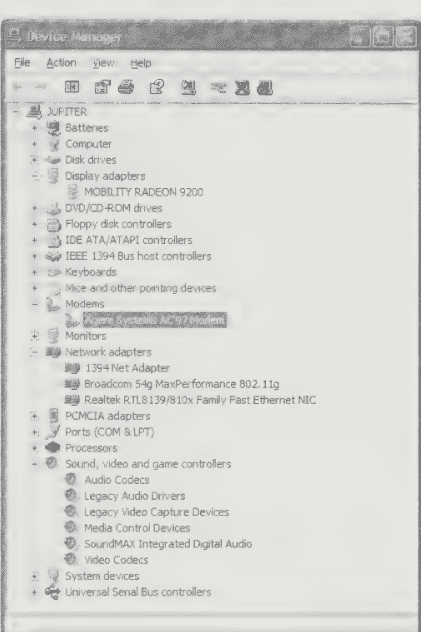 Device Manager
File Action View Help
JUPITER
Batteries
Computer
Disk drives
Display adapters
MOBILITY RADEON 9200
DVD/CD-ROM drives
Floppy disk controllers
IDE ATA/ATAPI controllers
IEEE 1394 Bus host controllers
Keyboards
Mice and other pointing devices
Modems
Agere Systems AC'97 Modem
Monitors
Network adapters
1394 Net Adapter
Broadcom 54g MaxPerformance 802.11g
Realtek RTL8139/810x Family Fast Ethernet NIC
PCMCIA adapters
Ports (COM & LPT)
Processors
Sound, video and game controllers
Audio Codecs
Legacy Audio Drivers
Legacy Video Capture Devices
Media Control Devices
SoundMAX Integrated Digital Audio
Video Codecs
System devices
Universal Serial Bus controllers